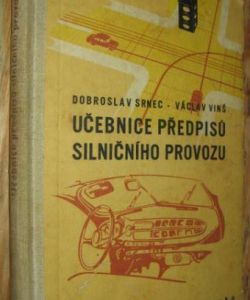 DOBROSLAV SRNEC - VÁCLAV VINŠ
UČEBNICE PŘEDPISŮ
SILNIČNÍHO PROVOZU